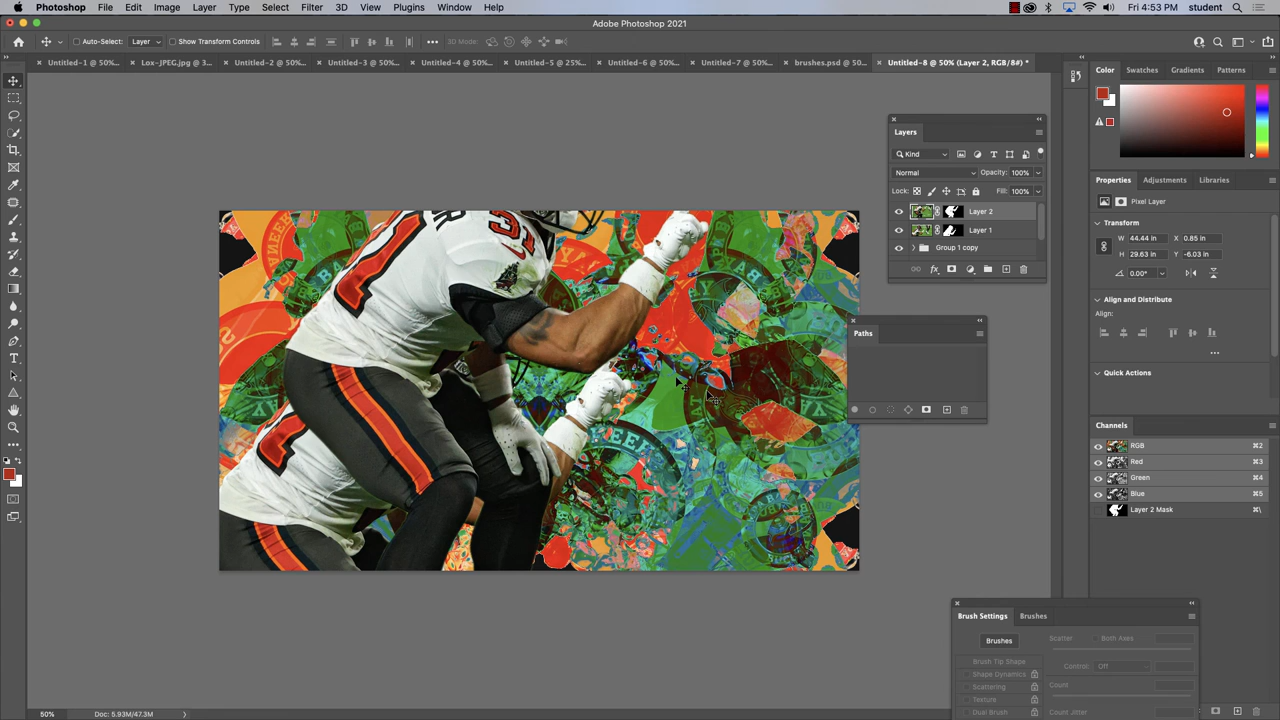 Photoshop File Edit Image Layer Type Select Filter 3D View Plugins Window Help Fri 4:53 PM student
Adobe Photoshop 2021
Auto-Select: Layer Show Transform Controls 3D Mode:
Untitled-1 @ 50%... Lox-JPEG.jpg @ 3... Untitled-2 @ 50%... Untitled-3 @ 50%... Untitled-4 @ 50%... Untitled-5 @ 25%... Untitled-6 @ 50%... Untitled-7 @ 50%... brushes.psd @ 50... Untitled-8 @ 50% (Layer 2, RGB/8#) *
Layers
Kind
Normal Opacity: 100%
Lock: Fill: 100%
Layer 2
Layer 1
Group 1 copy
fx
Paths
Color Swatches Gradients Patterns
Properties Adjustments Libraries
Pixel Layer
Transform
W 44.44 in X 0.85 in
H 29.63 in Y -6.03 in
0.00°
Align and Distribute
Align:
Quick Actions
Channels
RGB ⌘2
Red ⌘3
Green ⌘4
Blue ⌘5
Layer 2 Mask ⌘\
Brush Settings Brushes
Brushes Scatter Both Axes
Brush Tip Shape Control: Off
Shape Dynamics
Scattering Count
Texture
Dual Brush Count Jitter
50% Doc: 5.93M/47.3M